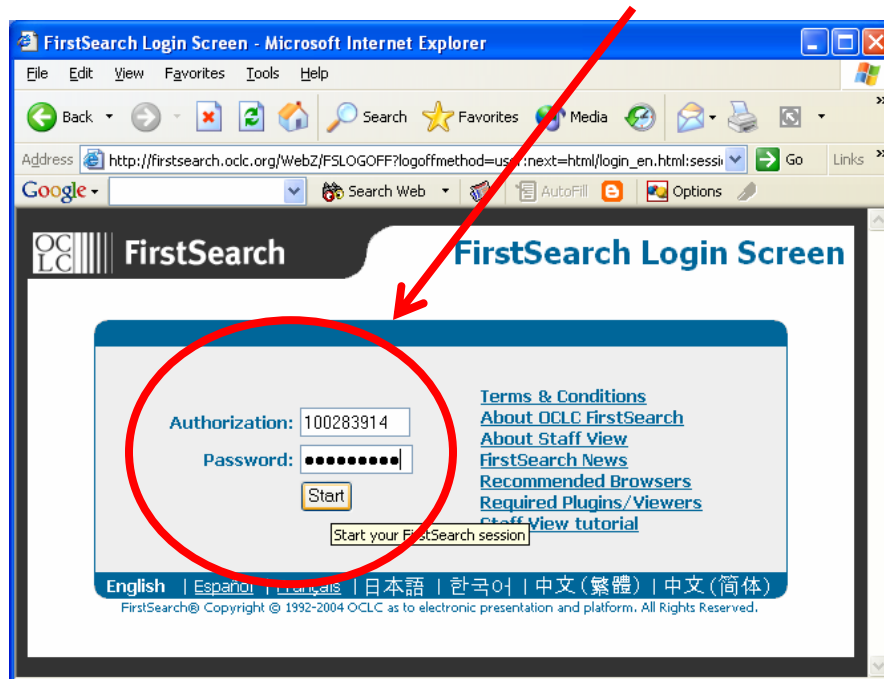 FirstSearch Login Screen - Microsoft Internet Explorer
File Edit View Favorites Tools Help
Back Search Favorites Media »
Address http://firstsearch.oclc.org/WebZ/FSLOGOFF?logoffmethod=user:next=html/login_en.html:sessi Go Links »
Google Search Web AutoFill Options
OCLC FirstSearch FirstSearch Login Screen
Terms & Conditions
Authorization: 100283914 About OCLC FirstSearch
About Staff View
Password: ●●●●●●●●● FirstSearch News
Recommended Browsers
Start Required Plugins/Viewers
Staff View tutorial
Start your FirstSearch session
English | Español | Français | 日本語 | 한국어 | 中文(繁體) | 中文(简体)
FirstSearch® Copyright © 1992-2004 OCLC as to electronic presentation and platform. All Rights Reserved.